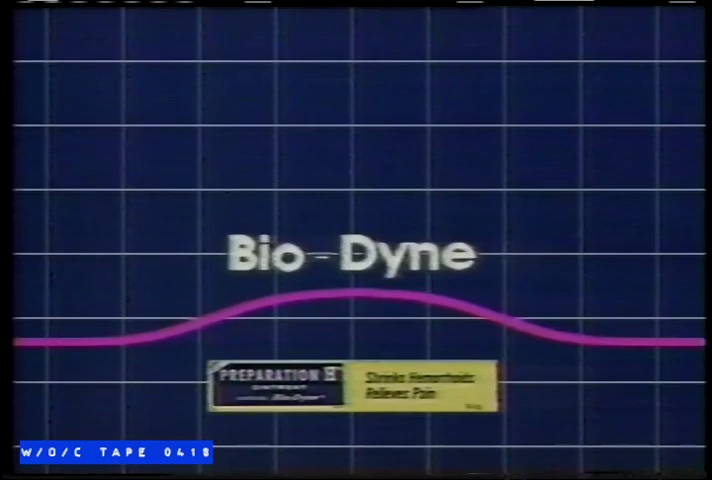 Bio-Dyne
PREPARATION H
OINTMENT
Bio-Dyne
Shrinks Hemorrhoids
Relieves Pain
W/O/C TAPE 0418